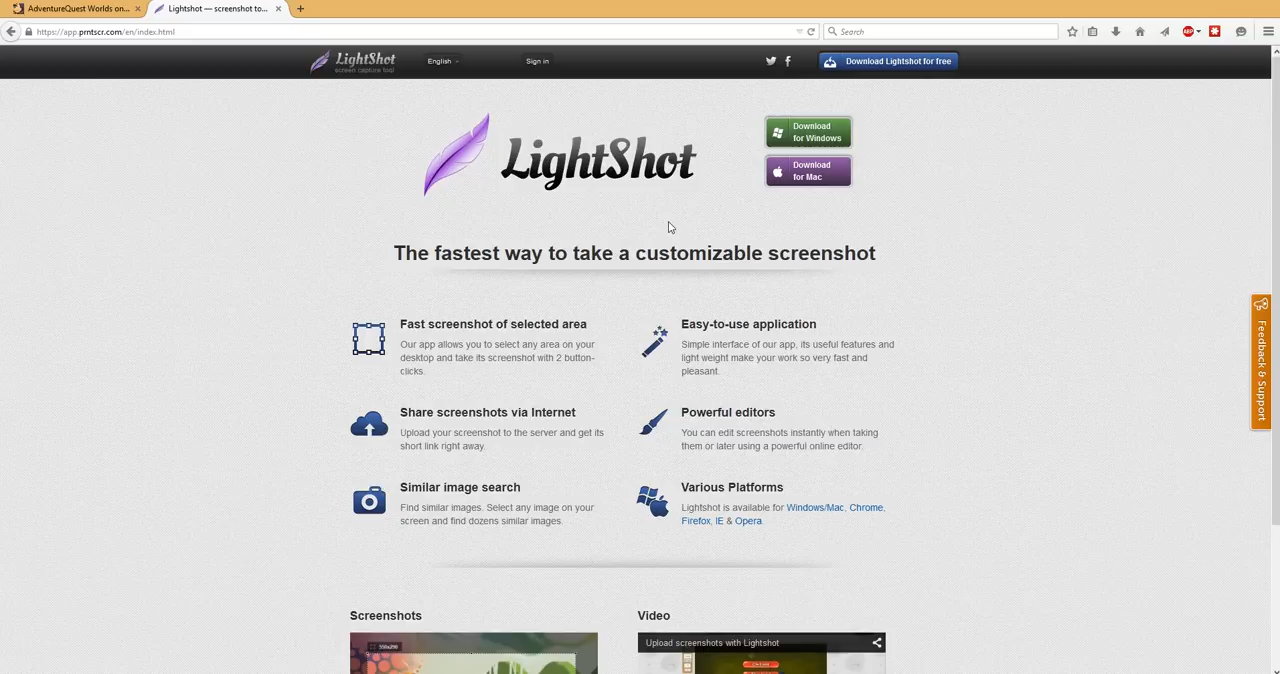 AdventureQuest Worlds on...
Lightshot — screenshot to...
https://app.prntscr.com/en/index.html
Search
ABP
LightShot
screen capture tool
English
Sign in
Download Lightshot for free
LightShot
Download
for Windows
Download
for Mac
The fastest way to take a customizable screenshot
Fast screenshot of selected area
Our app allows you to select any area on your
desktop and take its screenshot with 2 button-
clicks.
Easy-to-use application
Simple interface of our app, its useful features and
light weight make your work so very fast and
pleasant.
Share screenshots via Internet
Upload your screenshot to the server and get its
short link right away.
Powerful editors
You can edit screenshots instantly when taking
them or later using a powerful online editor.
Similar image search
Find similar images. Select any image on your
screen and find dozens similar images.
Various Platforms
Lightshot is available for Windows/Mac, Chrome,
Firefox, IE & Opera.
Feedback & Support
Screenshots
Video
Upload screenshots with Lightshot